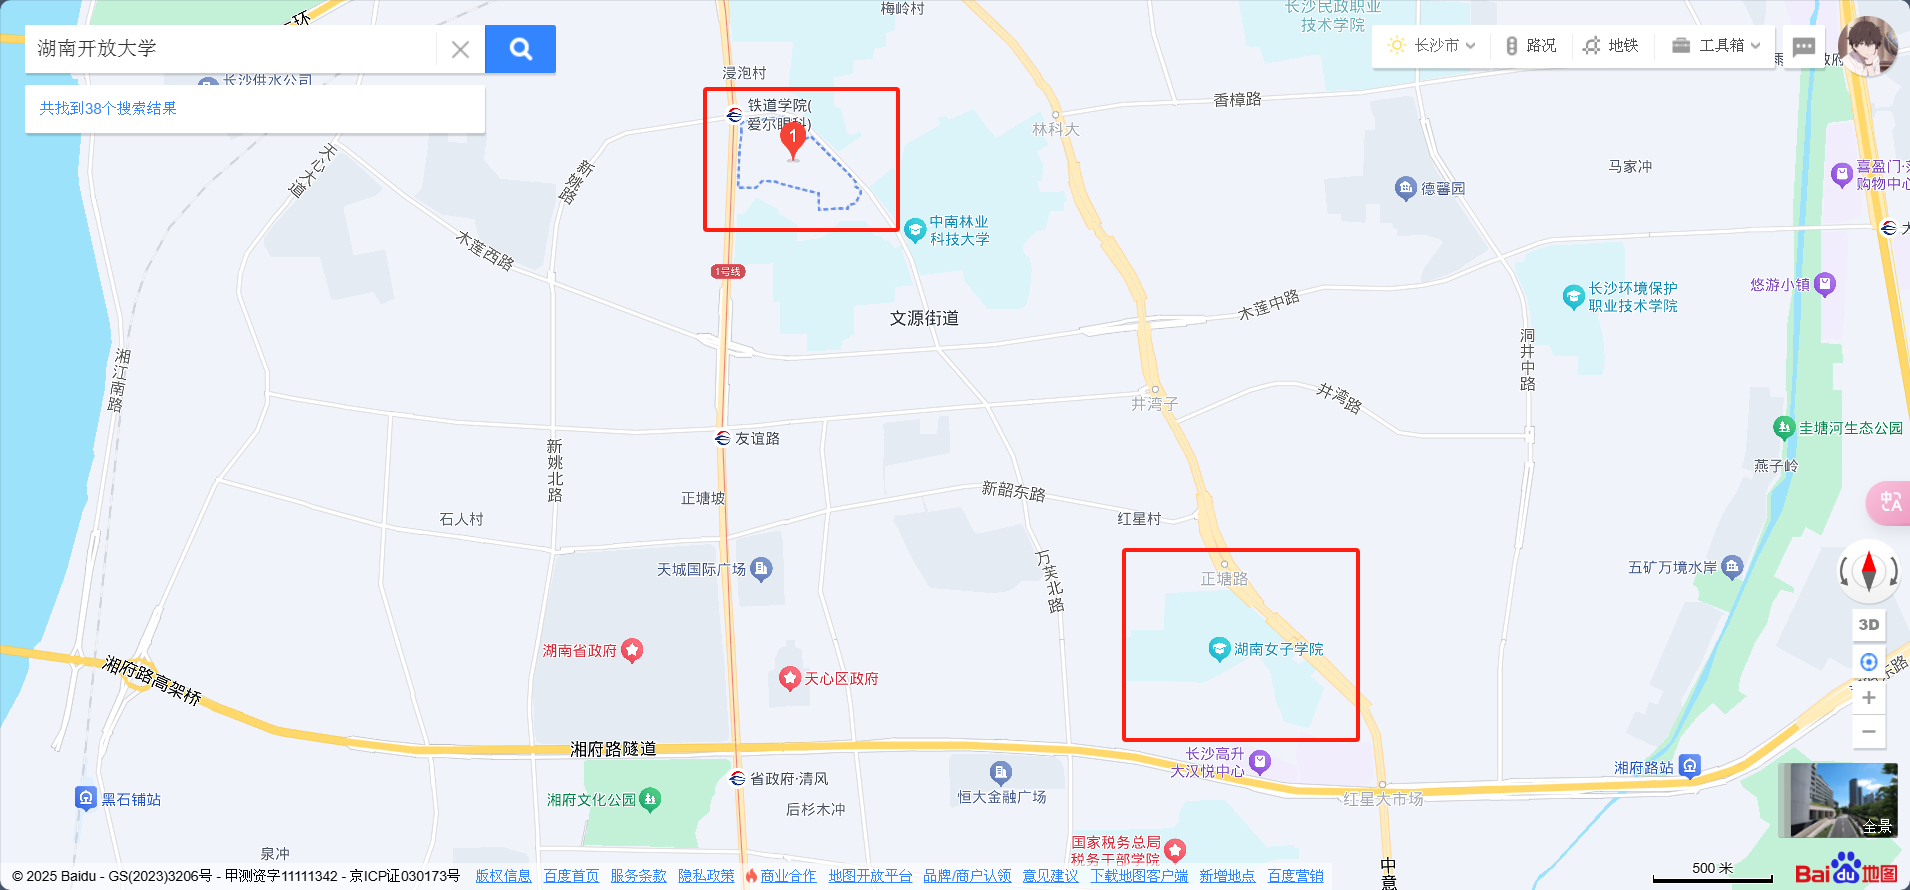 梅岭村
长沙民政职业
技术学院
环
湖南开放大学
长沙市
路况
地铁
工具箱
浸泡村
长沙供水公司
共找到38个搜索结果
铁道学院(
爱尔眼科)
1
香樟路
林科大
马家冲
喜盈门·范
购物中心
德馨园
天心大道
新姚路
中南林业
科技大学
木莲西路
1号线
长沙环境保护
职业技术学院
悠游小镇
木莲中路
文源街道
湘江南路
洞井中路
井湾子
井湾路
友谊路
圭塘河生态公园
燕子岭
新姚北路
正塘坡
新韶东路
石人村
红星村
中A
天城国际广场
万芙北路
正塘路
五矿万境水岸
3D
湖南省政府
湖南女子学院
天心区政府
湘府路高架桥
东路
湘府路隧道
长沙高升
大汉悦中心
湘府路站
省政府·清风
黑石铺站
湘府文化公园
后杉木冲
恒大金融广场
红星大市场
全景
国家税务总局
税务干部学院
泉冲
中意
500 米
Bai du 地图
© 2025 Baidu - GS(2023)3206号 - 甲测资字11111342 - 京ICP证030173号 版权信息 百度首页 服务条款 隐私政策 商业合作 地图开放平台 品牌/商户认领 意见建议 下载地图客户端 新增地点 百度营销